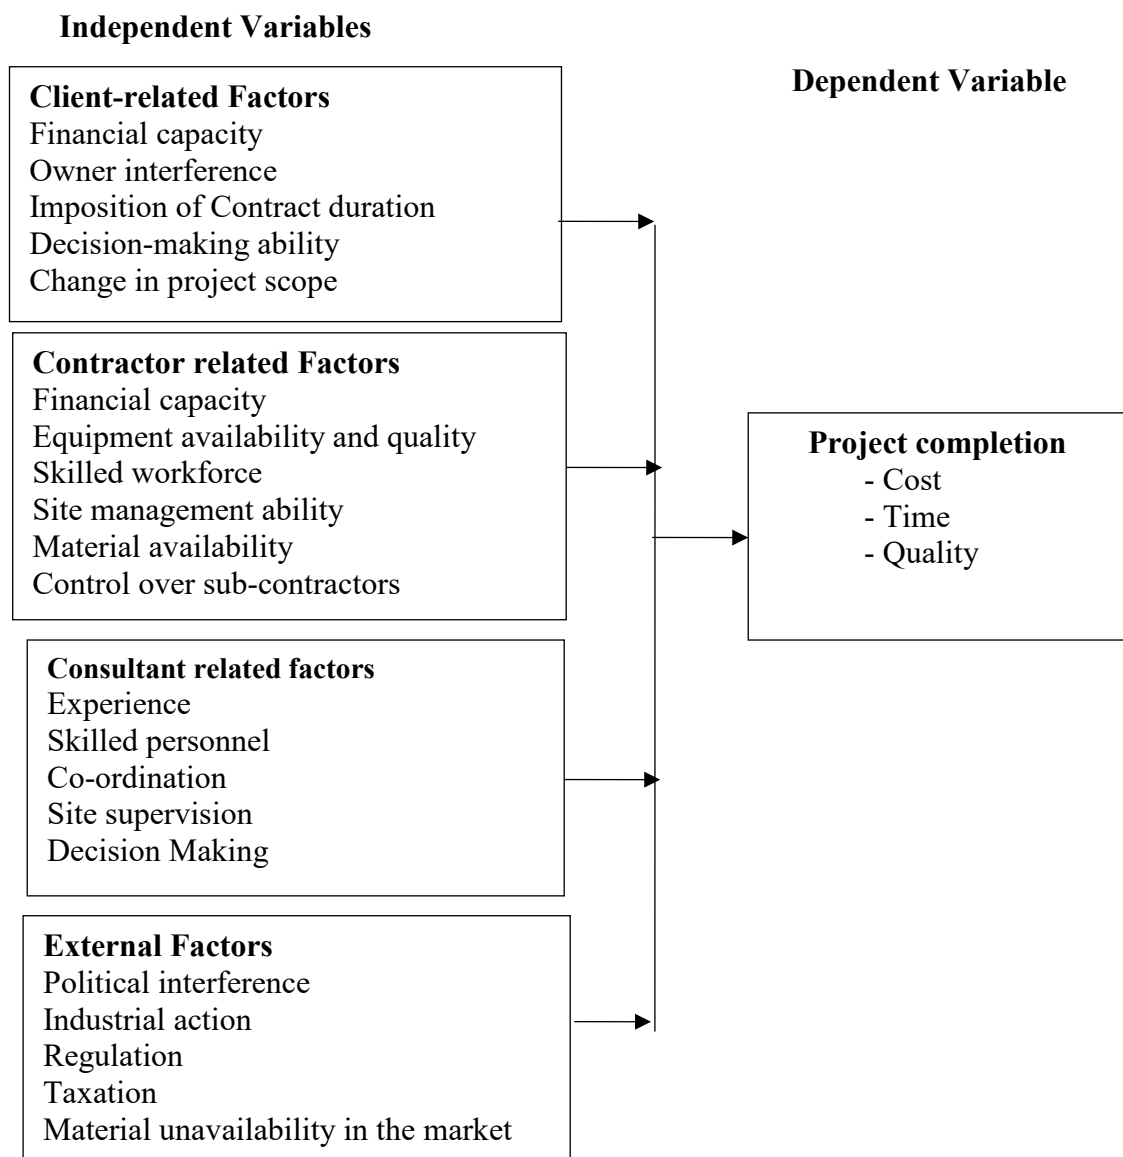 Independent Variables
Dependent Variable
Client-related Factors
Financial capacity
Owner interference
Imposition of Contract duration
Decision-making ability
Change in project scope
Contractor related Factors
Financial capacity
Equipment availability and quality
Skilled workforce
Site management ability
Material availability
Control over sub-contractors
Project completion
- Cost
- Time
- Quality
Consultant related factors
Experience
Skilled personnel
Co-ordination
Site supervision
Decision Making
External Factors
Political interference
Industrial action
Regulation
Taxation
Material unavailability in the market